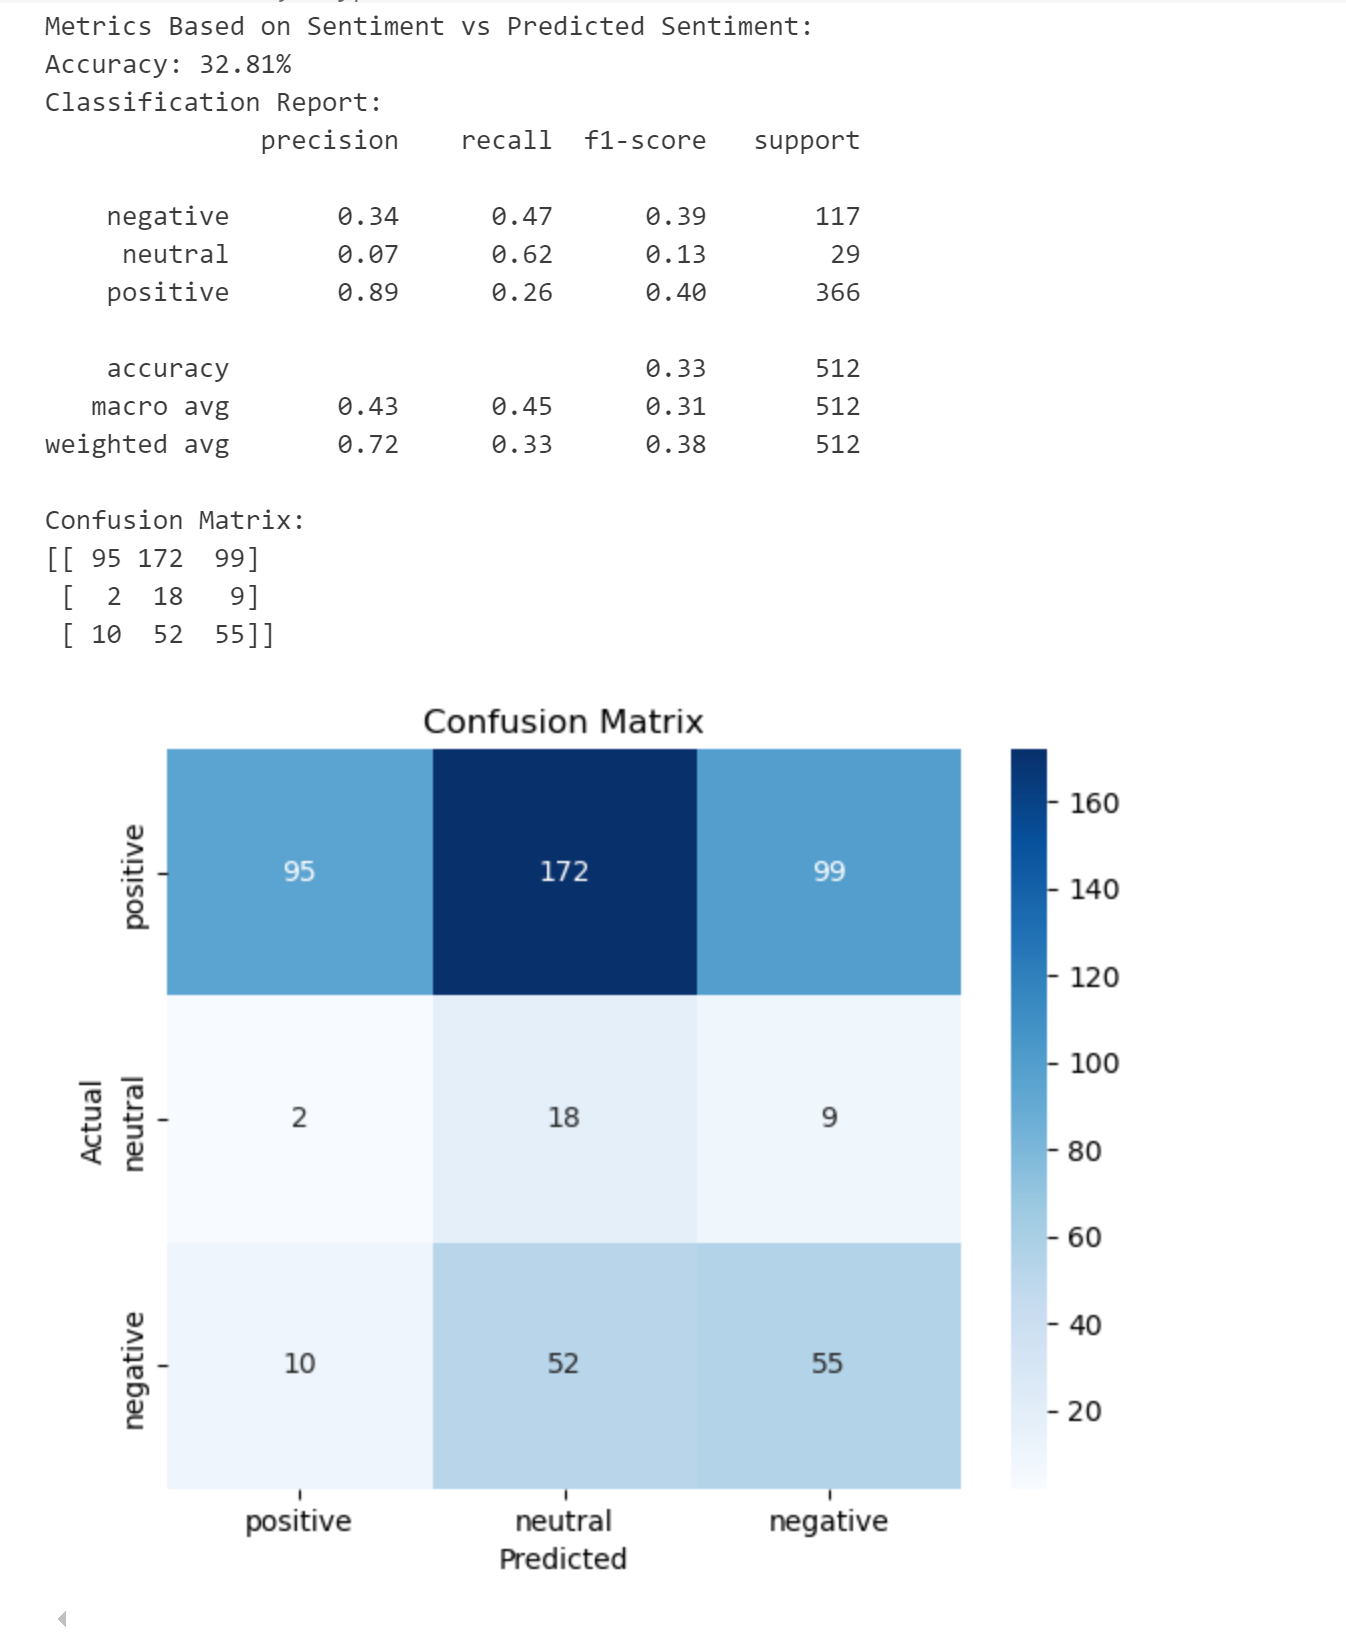 Metrics Based on Sentiment vs Predicted Sentiment:
Accuracy: 32.81%
Classification Report:
              precision    recall  f1-score   support

    negative       0.34      0.47      0.39       117
     neutral       0.07      0.62      0.13        29
    positive       0.89      0.26      0.40       366

    accuracy                           0.33       512
   macro avg       0.43      0.45      0.31       512
weighted avg       0.72      0.33      0.38       512

Confusion Matrix:
[[ 95 172  99]
 [  2  18   9]
 [ 10  52  55]]
Confusion Matrix
positive 95 172 99
neutral 2 18 9
negative 10 52 55
Actual
positive neutral negative
Predicted
160
140
120
100
80
60
40
20